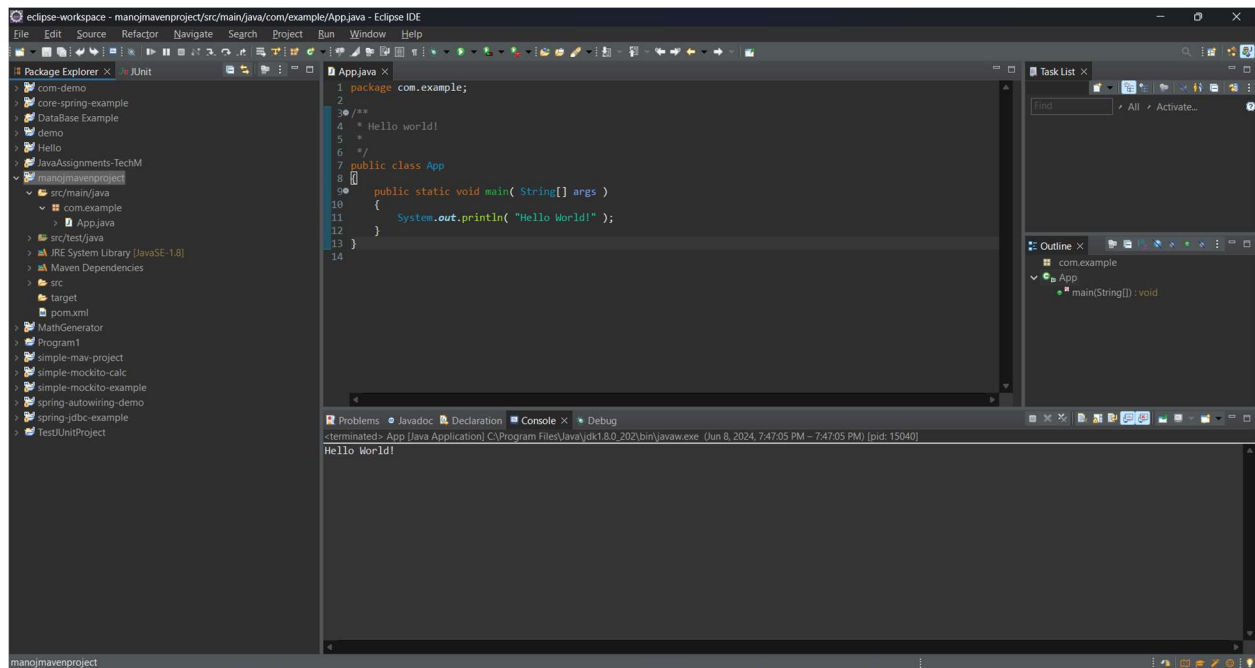 eclipse-workspace - manojmavenproject/src/main/java/com/example/App.java - Eclipse IDE
File Edit Source Refactor Navigate Search Project Run Window Help
Package Explorer JUnit
com-demo
core-spring-example
DataBase Example
demo
Hello
JavaAssignments-TechM
manojmavenproject
src/main/java
com.example
App.java
src/test/java
JRE System Library [JavaSE-1.8]
Maven Dependencies
src
target
pom.xml
MathGenerator
Program1
simple-mav-project
simple-mockito-calc
simple-mockito-example
spring-autowiring-demo
spring-jdbc-example
TestJUnitProject
App.java
1 package com.example;
2
3 /**
4  * Hello world!
5  *
6  */
7 public class App
8 {
9     public static void main( String[] args )
10     {
11         System.out.println( "Hello World!" );
12     }
13 }
14
Task List
Find All Activate...
Outline
com.example
App
main(String[]) : void
Problems Javadoc Declaration Console Debug
<terminated> App [Java Application] C:\Program Files\Java\jdk1.8.0_202\bin\javaw.exe (Jun 8, 2024, 7:47:05 PM – 7:47:05 PM) [pid: 15040]
Hello World!
manojmavenproject